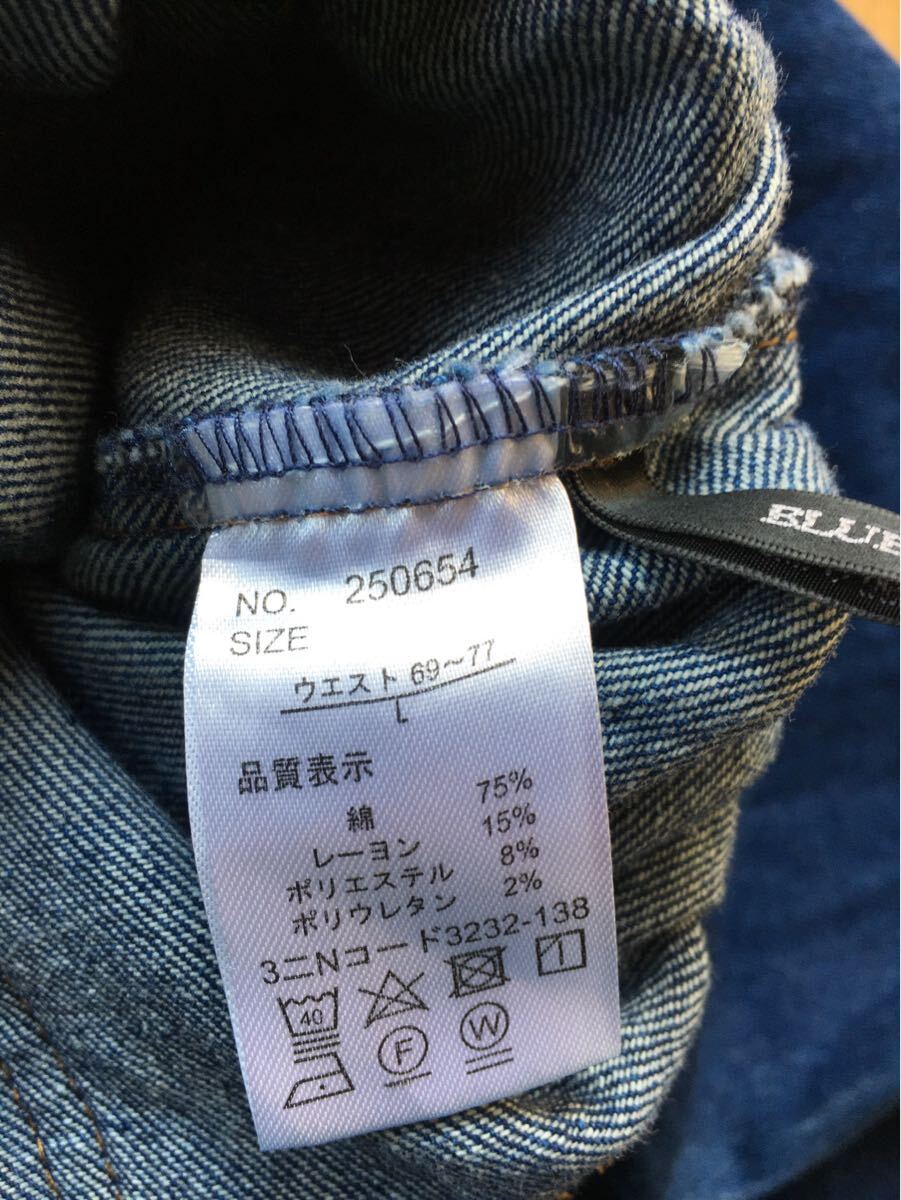 NO. 250654
SIZE
ウエスト 69～77
L
品質表示
綿 75%
レーヨン 15%
ポリエステル 8%
ポリウレタン 2%
3ニNコード3232-138
40
F W
BLUE